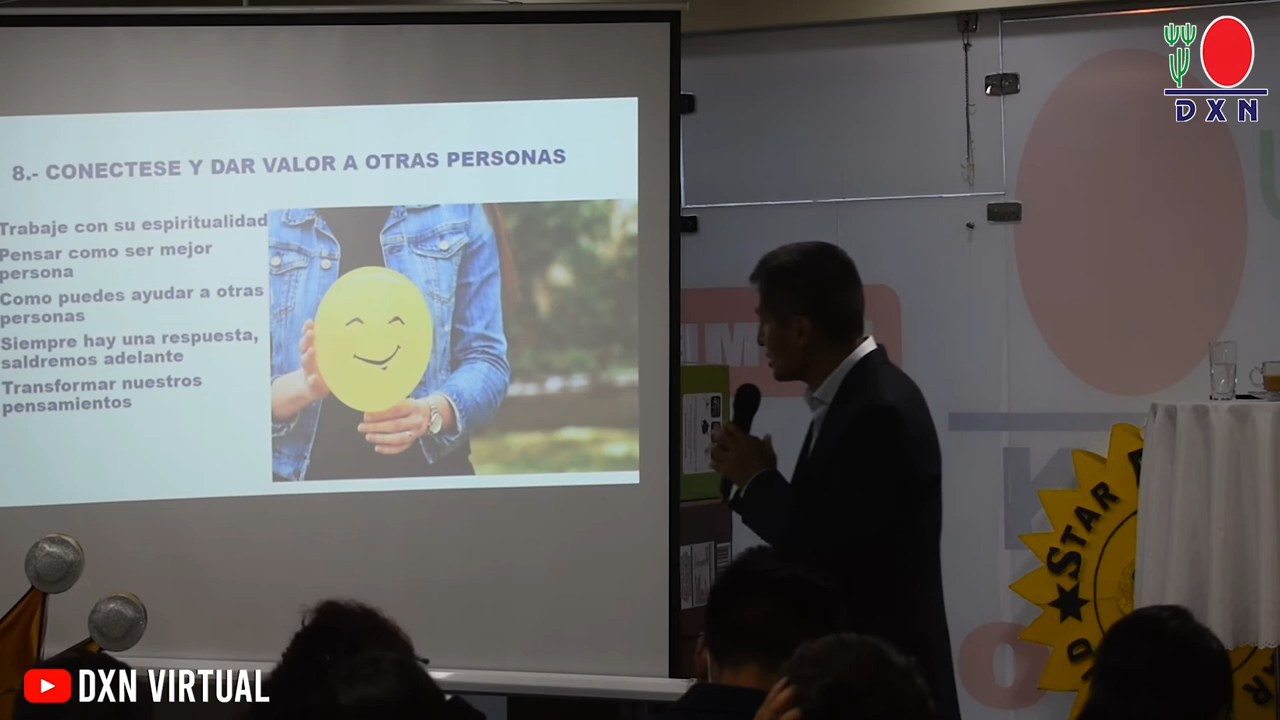 DXN
8.- CONECTESE Y DAR VALOR A OTRAS PERSONAS
Trabaje con su espiritualidad
Pensar como ser mejor
persona
Como puedes ayudar a otras
personas
Siempre hay una respuesta,
saldremos adelante
Transformar nuestros
pensamientos
STAR
DXN VIRTUAL